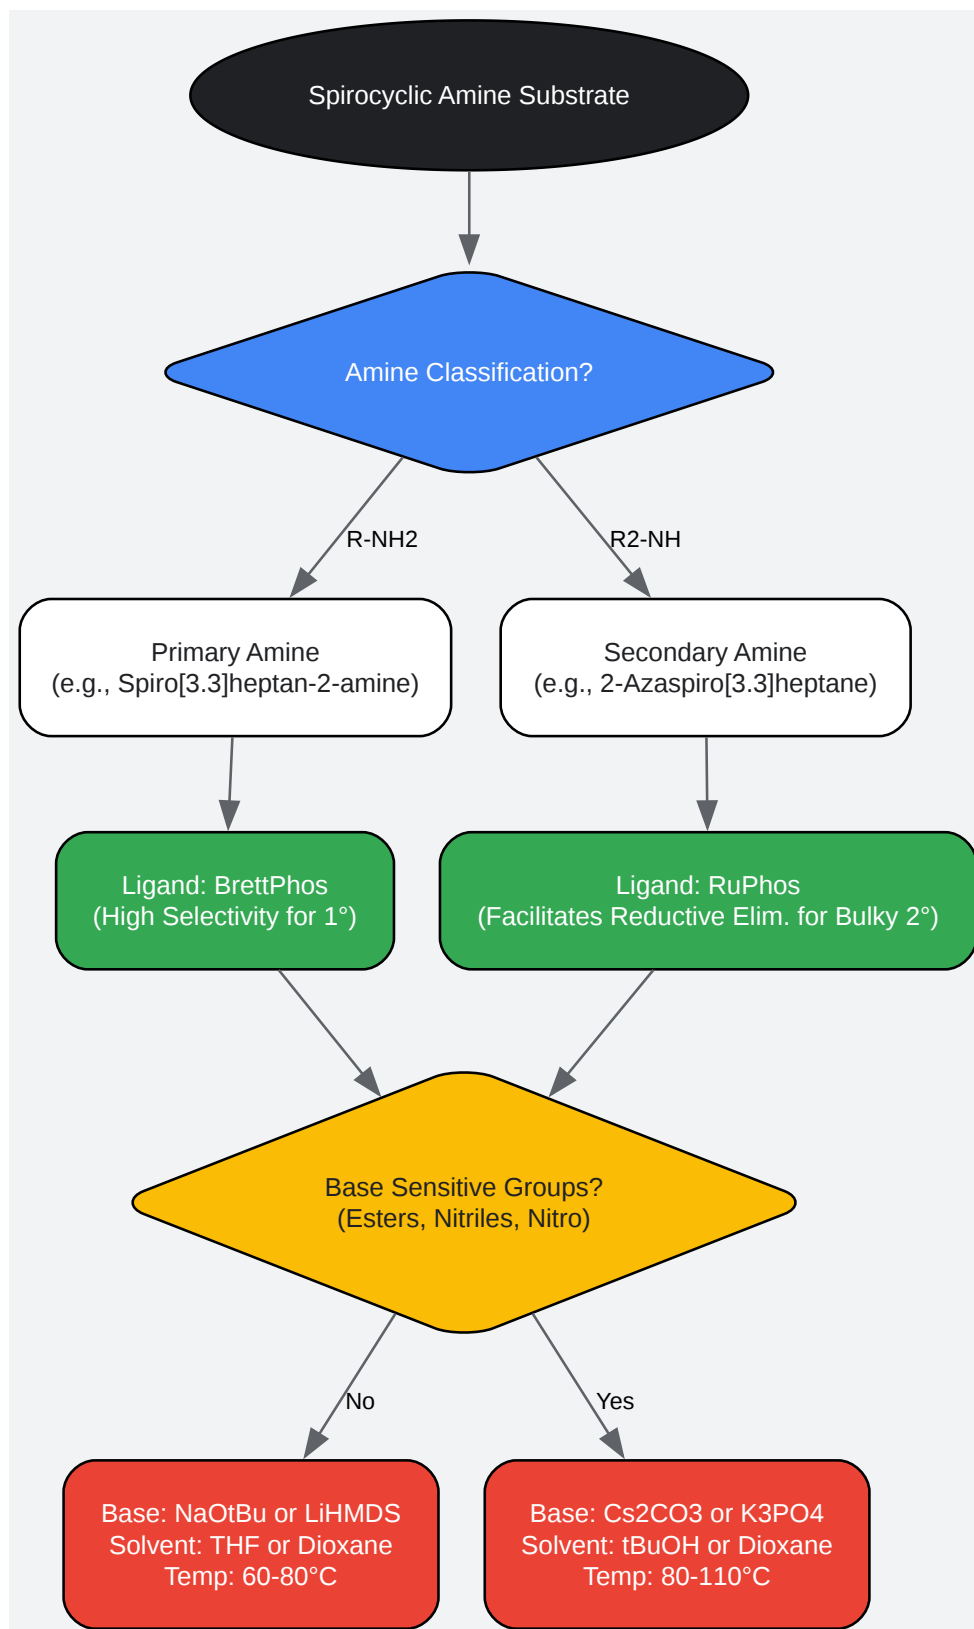 Spirocyclic Amine Substrate
Amine Classification?
R-NH2
R2-NH
Primary Amine
(e.g., Spiro[3.3]heptan-2-amine)
Secondary Amine
(e.g., 2-Azaspiro[3.3]heptane)
Ligand: BrettPhos
(High Selectivity for 1°)
Ligand: RuPhos
(Facilitates Reductive Elim. for Bulky 2°)
Base Sensitive Groups?
(Esters, Nitriles, Nitro)
No
Yes
Base: NaOtBu or LiHMDS
Solvent: THF or Dioxane
Temp: 60-80°C
Base: Cs2CO3 or K3PO4
Solvent: tBuOH or Dioxane
Temp: 80-110°C